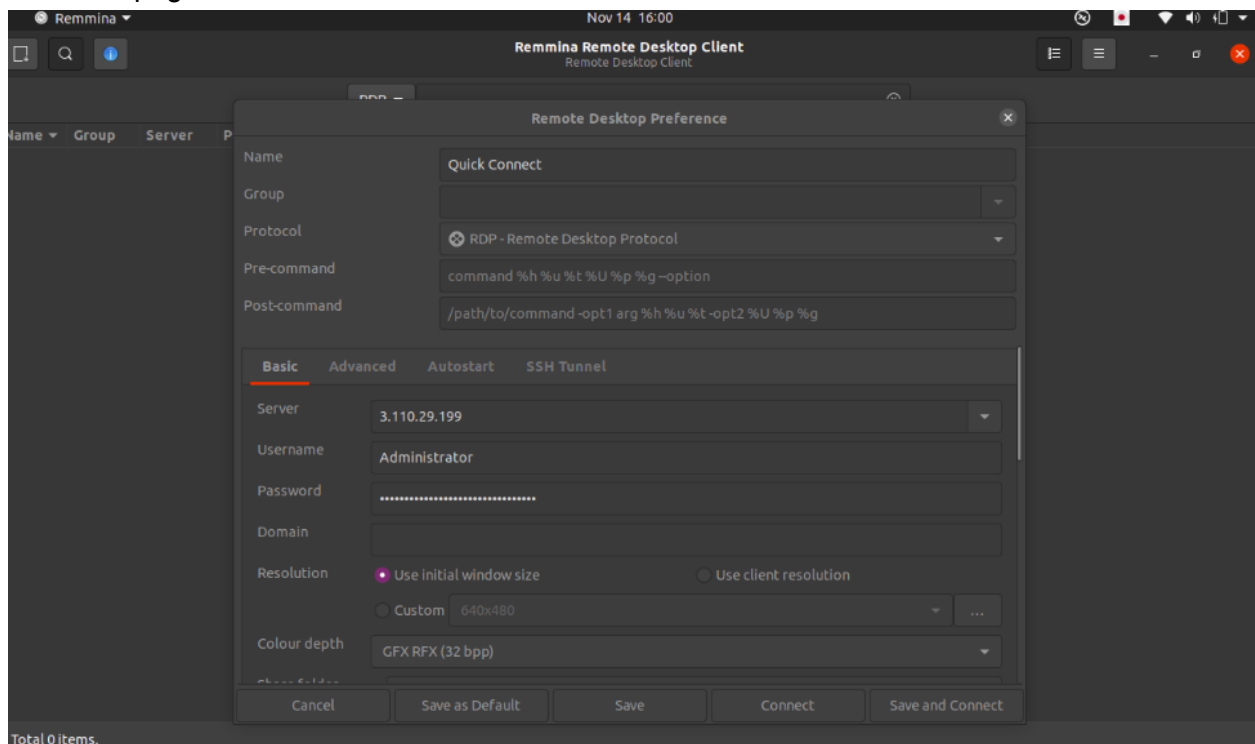 Remmina
Nov 14 16:00
Remmina Remote Desktop Client
Remote Desktop Client
RDP
Remote Desktop Preference
Name Group Server P
Name Quick Connect
Group
Protocol RDP - Remote Desktop Protocol
Pre-command command %h %u %t %U %p %g --option
Post-command /path/to/command -opt1 arg %h %u %t -opt2 %U %p %g
Basic Advanced Autostart SSH Tunnel
Server 3.110.29.199
Username Administrator
Password
Domain
Resolution Use initial window size Use client resolution
Custom 640x480 ...
Colour depth GFX RFX (32 bpp)
Cancel Save as Default Save Connect Save and Connect
Total 0 items.